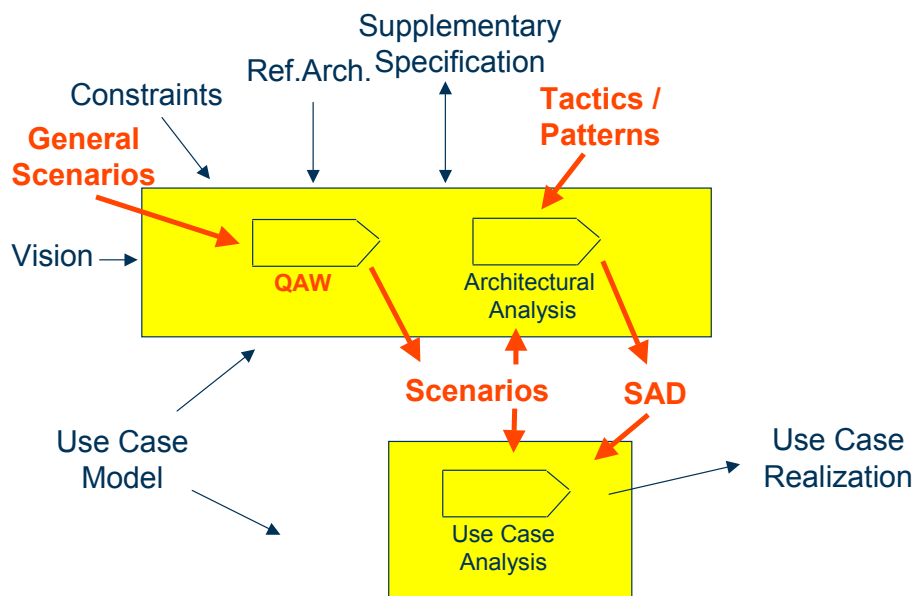 Supplementary
Specification
Ref.Arch.
Constraints
Tactics /
Patterns
General
Scenarios
Vision
QAW
Architectural
Analysis
Scenarios
SAD
Use Case
Model
Use Case
Realization
Use Case
Analysis